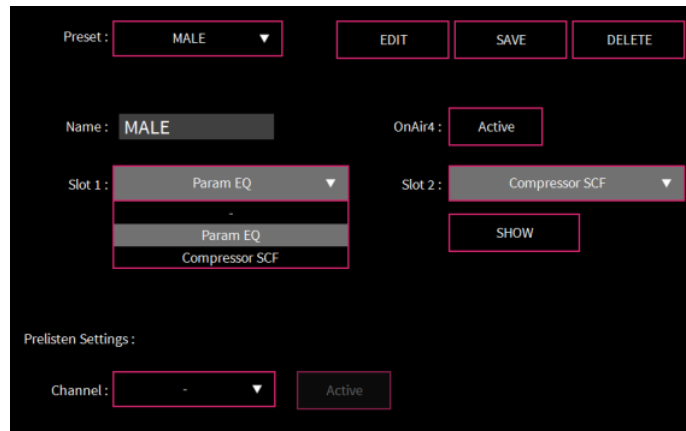 Preset : MALE ▼ EDIT SAVE DELETE
Name : MALE OnAir4 : Active
Slot 1 : Param EQ ▼ Slot 2 : Compressor SCF ▼
-
Param EQ SHOW
Compressor SCF
Prelisten Settings :
Channel : - ▼ Active